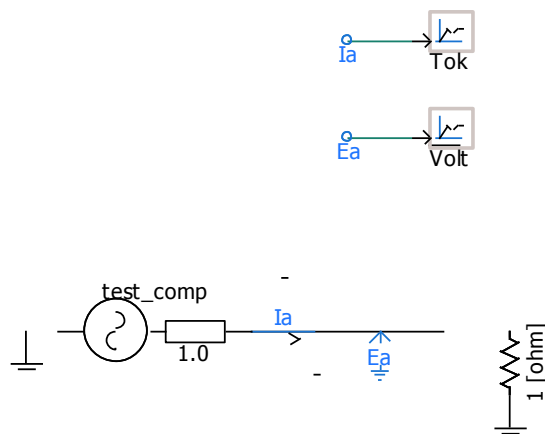 Ia
Tok
Ea
Volt
-
test_comp
Ia
1.0
Ea
-
1 [ohm]